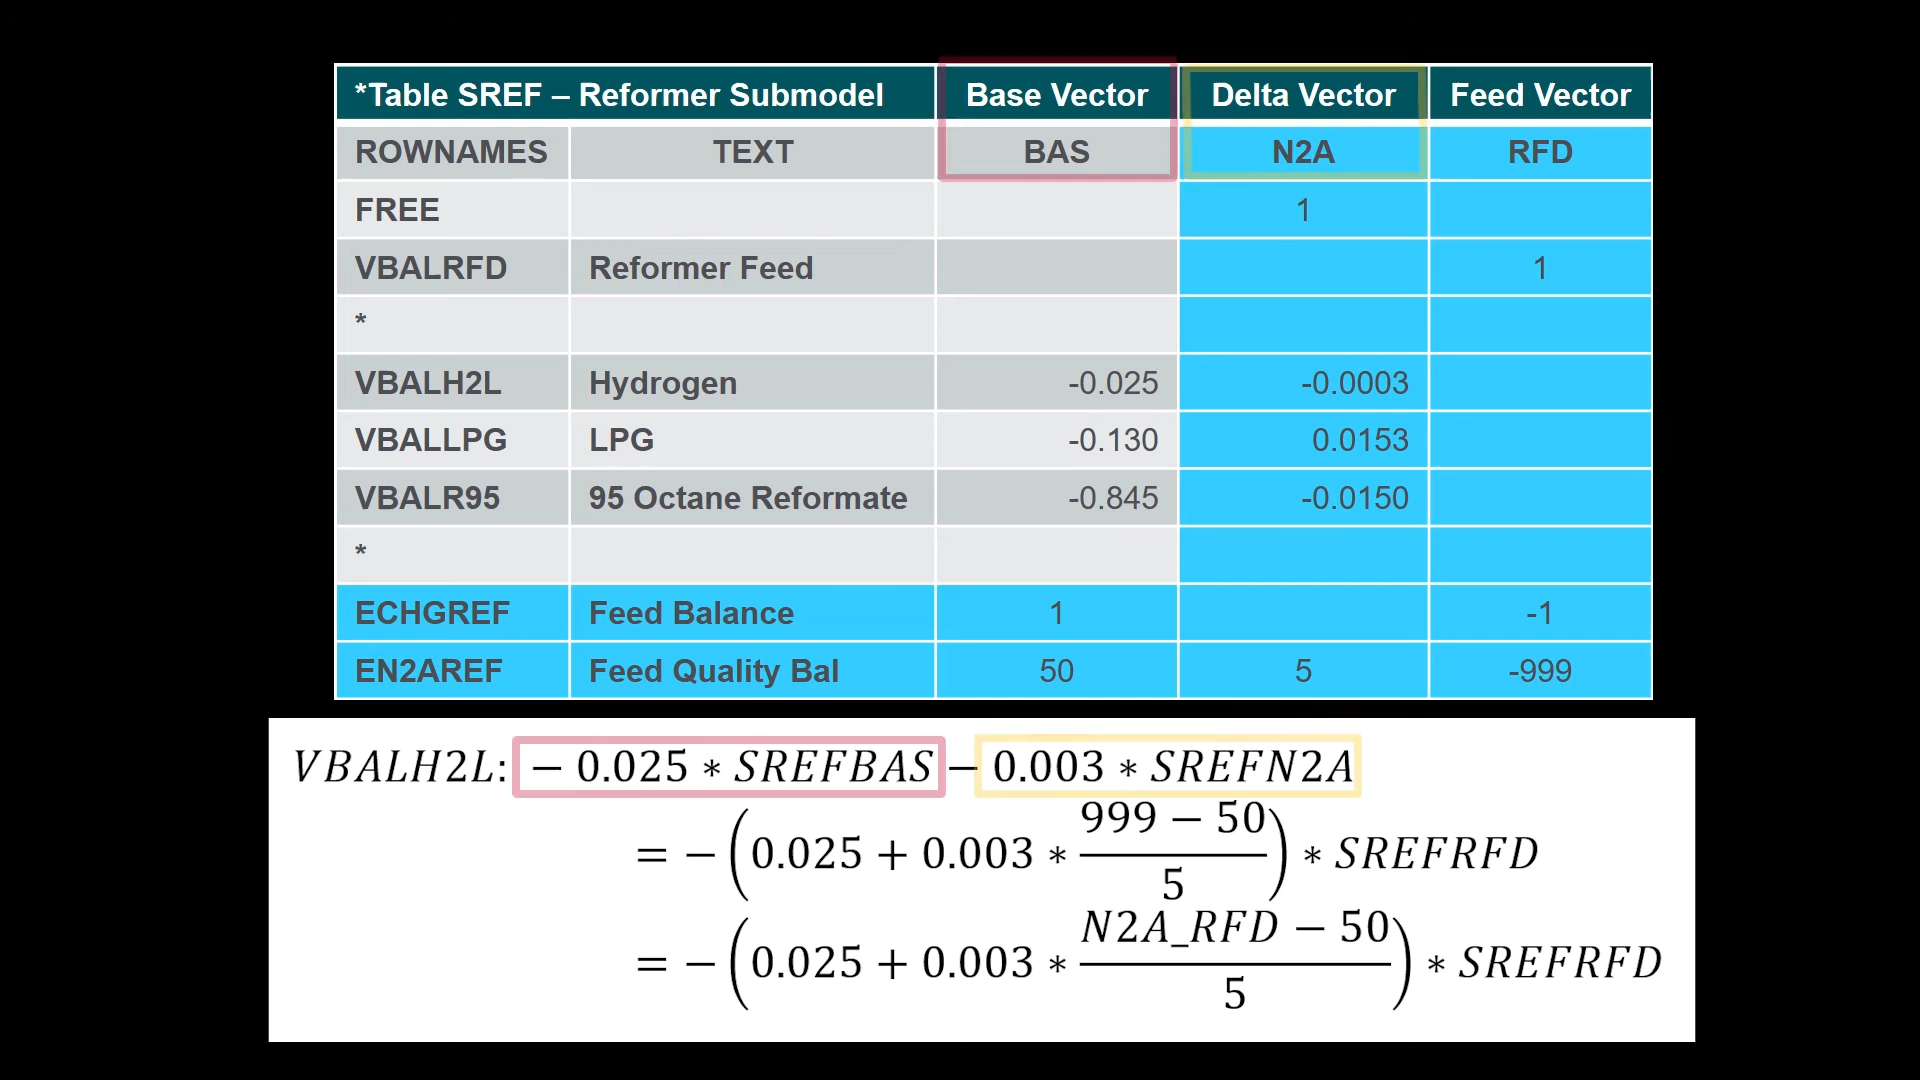 *Table SREF – Reformer Submodel Base Vector Delta Vector Feed Vector
ROWNAMES TEXT BAS N2A RFD
FREE 1
VBALRFD Reformer Feed 1
*
VBALH2L Hydrogen -0.025 -0.0003
VBALLPG LPG -0.130 0.0153
VBALR95 95 Octane Reformate -0.845 -0.0150
*
ECHGREF Feed Balance 1 -1
EN2AREF Feed Quality Bal 50 5 -999
VBALH2L: − 0.025 ∗ SREFBAS − 0.003 ∗ SREFN2A
= −(0.025 + 0.003 ∗ (999 − 50)/5) ∗ SREFRFD
= −(0.025 + 0.003 ∗ (N2A_RFD − 50)/5) ∗ SREFRFD